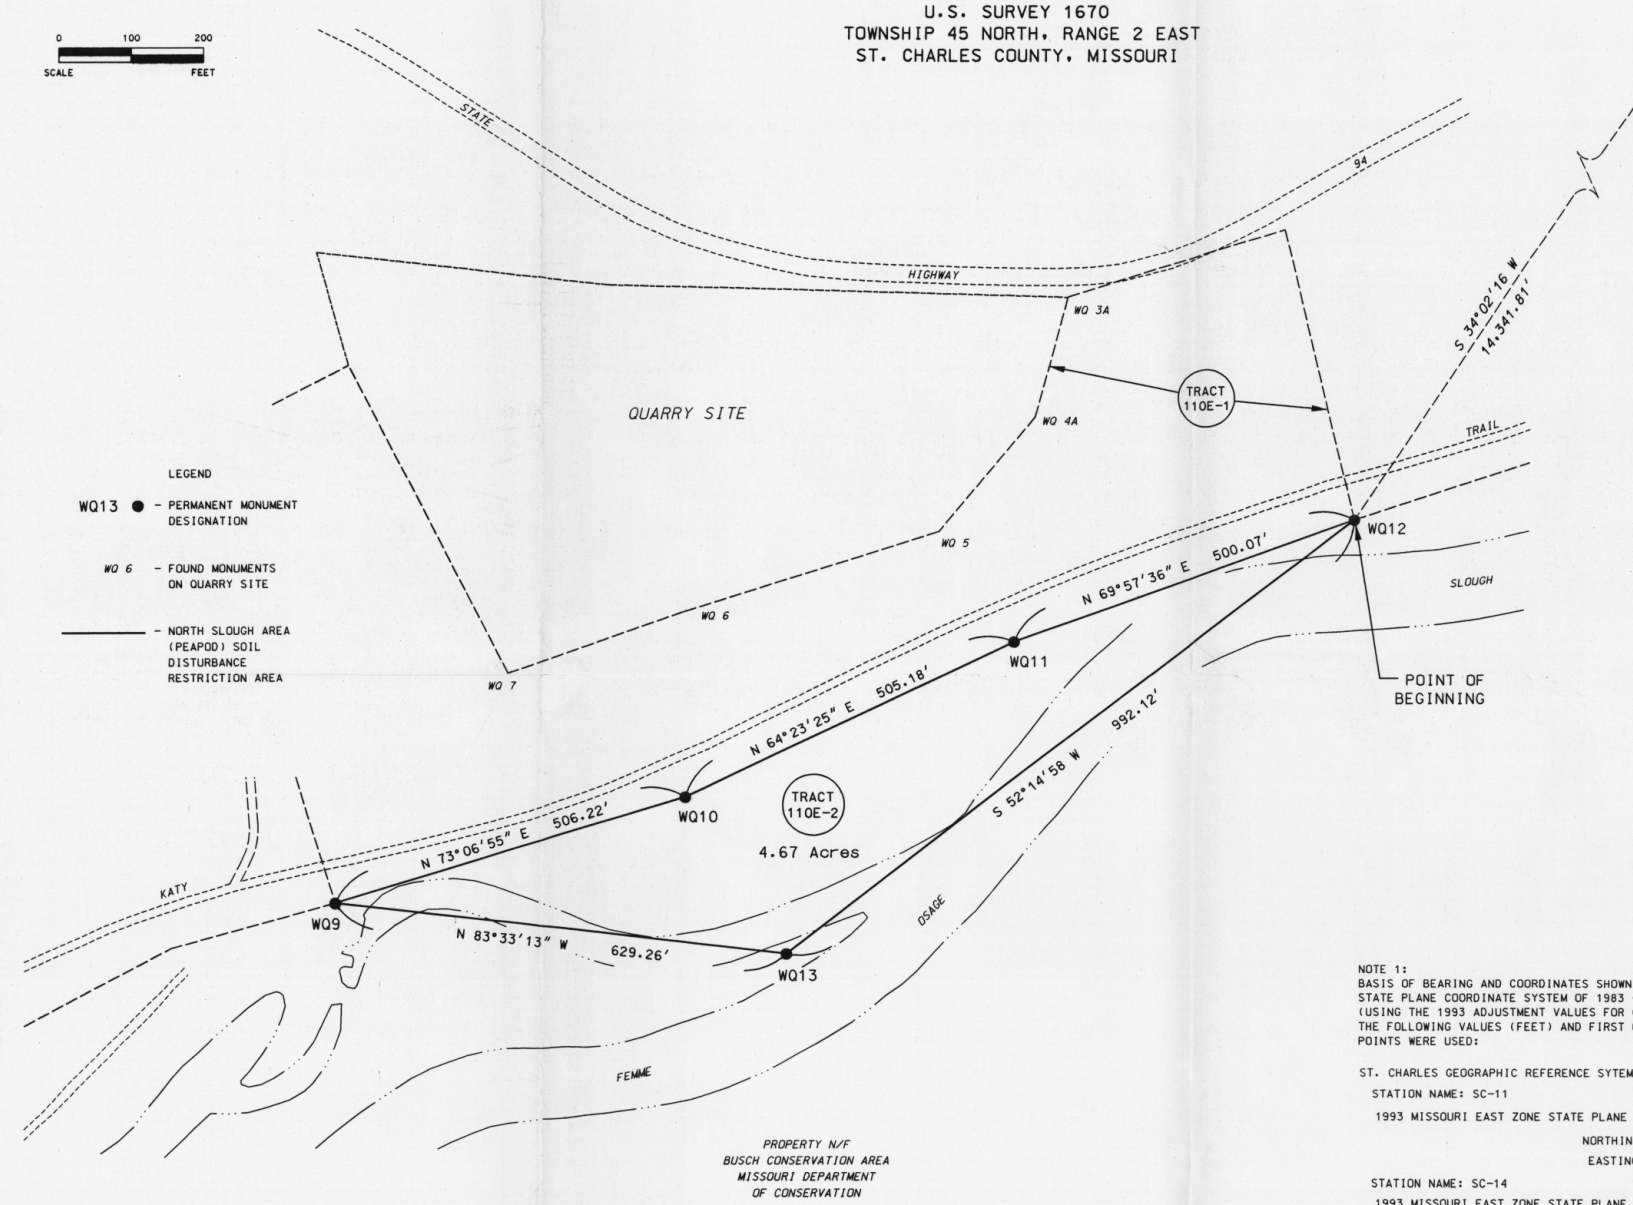 U.S. SURVEY 1670
TOWNSHIP 45 NORTH, RANGE 2 EAST
ST. CHARLES COUNTY, MISSOURI
0 100 200
SCALE FEET
STATE
HIGHWAY
94
WQ 3A
S 34°02'16" W
14,341.81'
TRACT
110E-1
QUARRY SITE
WQ 4A
TRAIL
LEGEND
WQ13 - PERMANENT MONUMENT
DESIGNATION
WQ 6 - FOUND MONUMENTS
ON QUARRY SITE
- NORTH SLOUGH AREA
(PEAPOD) SOIL
DISTURBANCE
RESTRICTION AREA
WQ12
WQ 5
N 69°57'36" E 500.07'
SLOUGH
WQ 6
WQ11
WQ 7
POINT OF
BEGINNING
N 64°23'25" E 505.18'
S 52°14'58" W 992.12'
TRACT
110E-2
4.67 Acres
WQ10
N 73°06'55" E 506.22'
KATY
WQ9
OSAGE
N 83°33'13" W 629.26'
WQ13
FEMME
NOTE 1:
BASIS OF BEARING AND COORDINATES SHOWN
STATE PLANE COORDINATE SYSTEM OF 1983
(USING THE 1993 ADJUSTMENT VALUES FOR
THE FOLLOWING VALUES (FEET) AND FIRST
POINTS WERE USED:
ST. CHARLES GEOGRAPHIC REFERENCE SYTEM
STATION NAME: SC-11
1993 MISSOURI EAST ZONE STATE PLANE
NORTHIN
EASTIN
STATION NAME: SC-14
1993 MISSOURI EAST ZONE STATE PLANE
PROPERTY N/F
BUSCH CONSERVATION AREA
MISSOURI DEPARTMENT
OF CONSERVATION